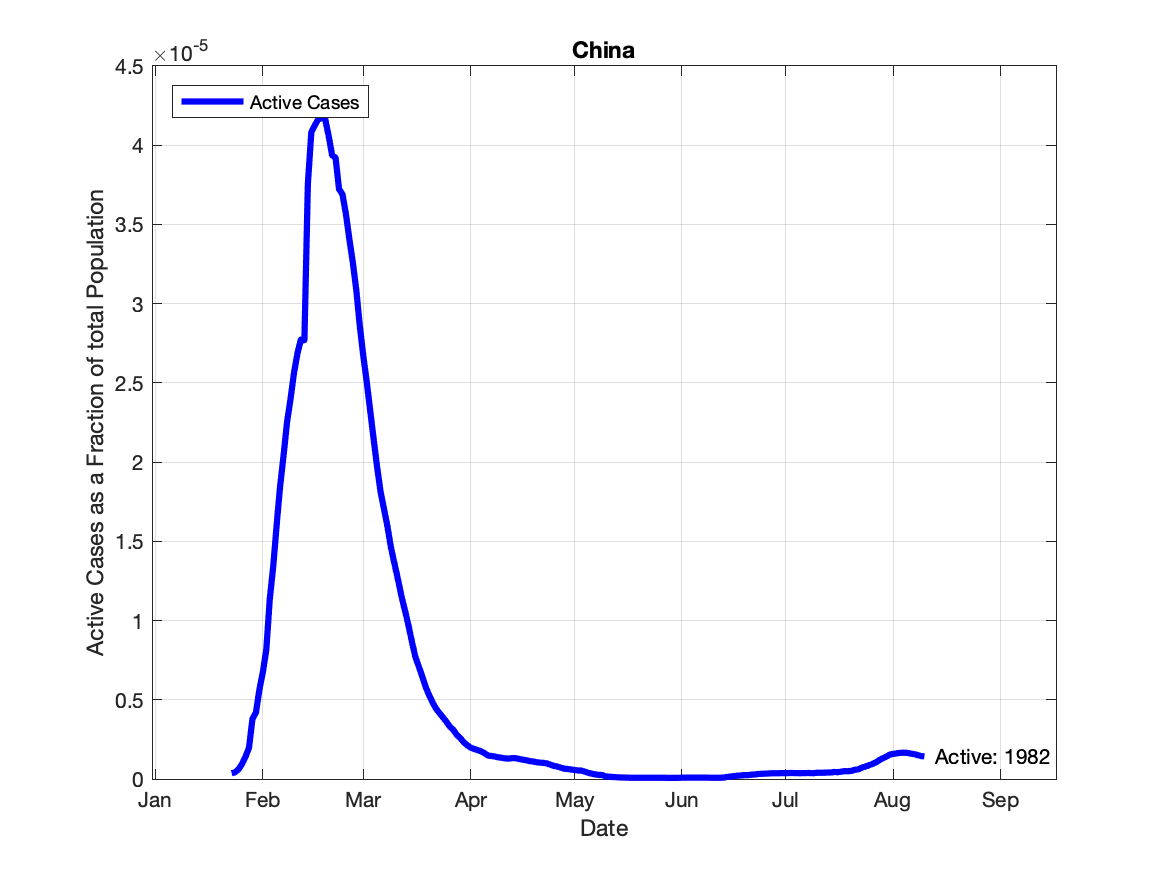 China
×10-5
Active Cases
4.5
4
3.5
3
2.5
2
1.5
1
0.5
0
Active Cases as a Fraction of total Population
Active: 1982
Jan Feb Mar Apr May Jun Jul Aug Sep
Date